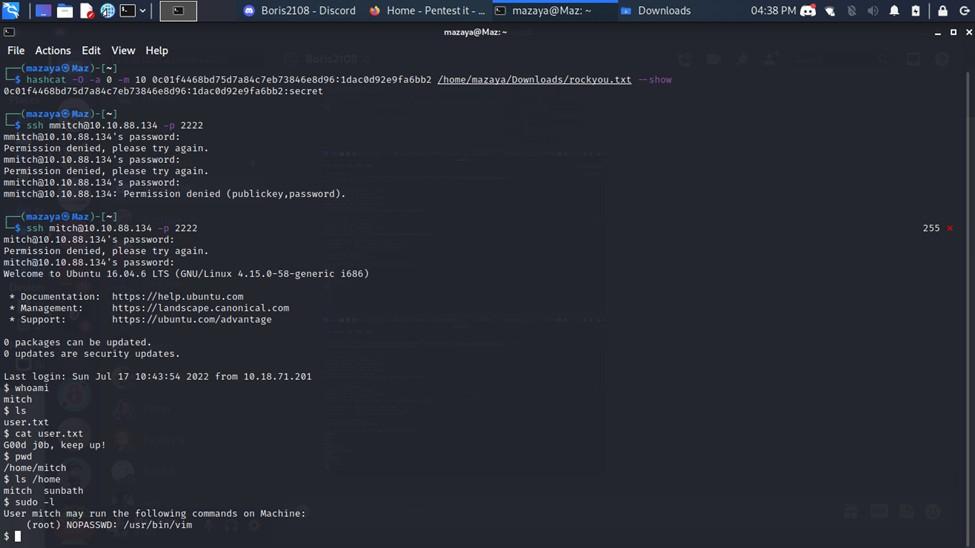 Boris2108 - Discord
Home - Pentest it - ...
mazaya@Maz: ~
Downloads
04:38 PM
mazaya@Maz: ~
File Actions Edit View Help
┌──(mazaya㉿Maz)-[~]
└─$ hashcat -O -a 0 -m 10 0c01f4468bd75d7a84c7eb73846e8d96:1dac0d92e9fa6bb2 /home/mazaya/Downloads/rockyou.txt --show
0c01f4468bd75d7a84c7eb73846e8d96:1dac0d92e9fa6bb2:secret
┌──(mazaya㉿Maz)-[~]
└─$ ssh mmitch@10.10.88.134 -p 2222
mmitch@10.10.88.134's password:
Permission denied, please try again.
mmitch@10.10.88.134's password:
Permission denied, please try again.
mmitch@10.10.88.134's password:
mmitch@10.10.88.134: Permission denied (publickey,password).
┌──(mazaya㉿Maz)-[~]
└─$ ssh mitch@10.10.88.134 -p 2222 255 ⨯
mitch@10.10.88.134's password:
Permission denied, please try again.
mitch@10.10.88.134's password:
Welcome to Ubuntu 16.04.6 LTS (GNU/Linux 4.15.0-58-generic i686)
* Documentation: https://help.ubuntu.com
* Management: https://landscape.canonical.com
* Support: https://ubuntu.com/advantage
0 packages can be updated.
0 updates are security updates.
Last login: Sun Jul 17 10:43:54 2022 from 10.18.71.201
$ whoami
mitch
$ ls
user.txt
$ cat user.txt
G00d j0b, keep up!
$ pwd
/home/mitch
$ ls /home
mitch sunbath
$ sudo -l
User mitch may run the following commands on Machine:
(root) NOPASSWD: /usr/bin/vim
$